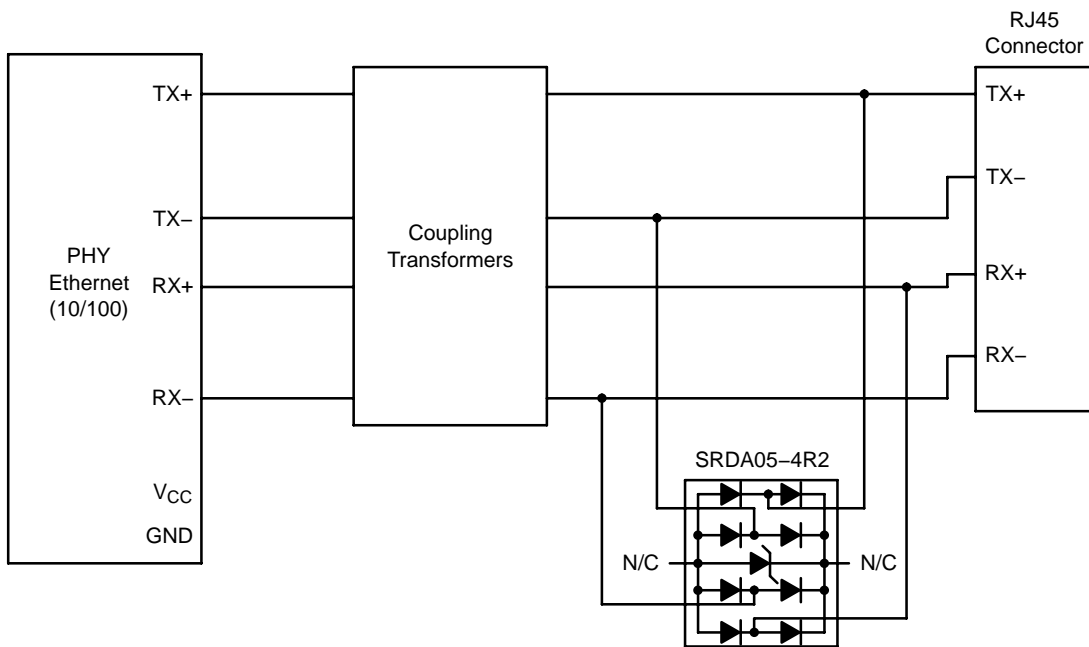 RJ45
Connector
PHY
Ethernet
(10/100)
TX+
TX−
RX+
RX−
VCC
GND
Coupling
Transformers
TX+
TX−
RX+
RX−
SRDA05−4R2
N/C
N/C